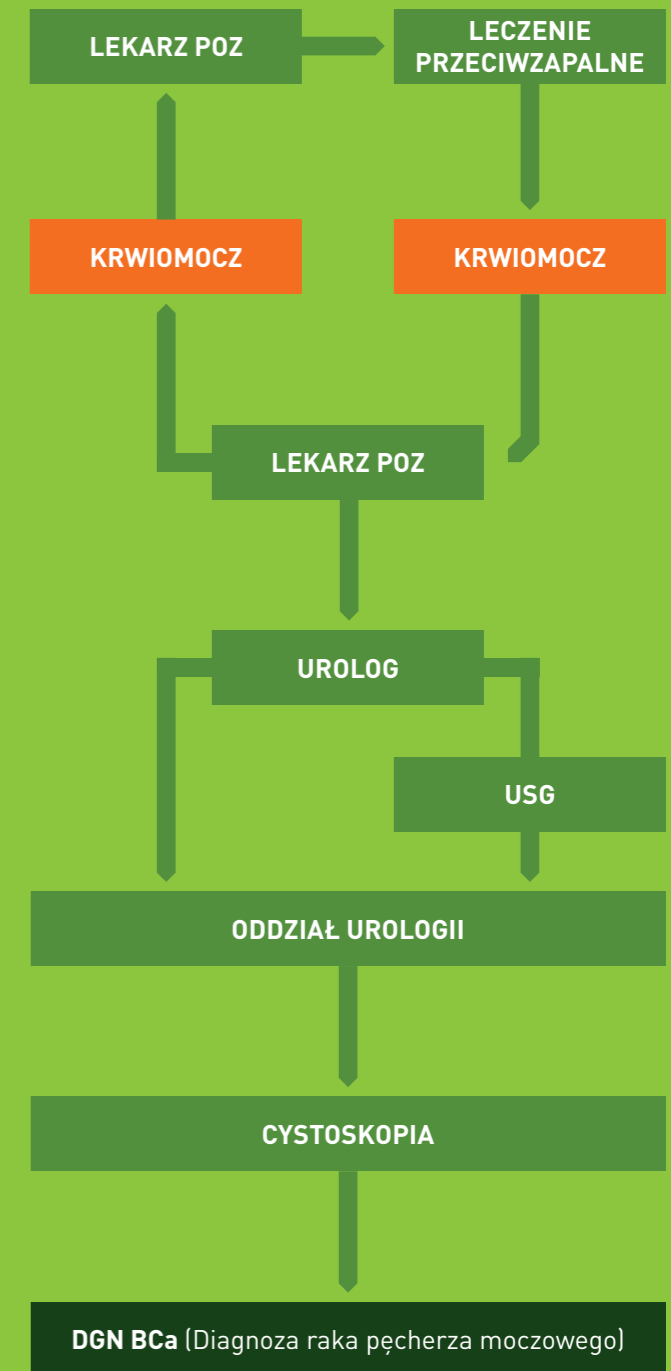 LEKARZ POZ
LECZENIE
PRZECIWZAPALNE
KRWIOMOCZ
KRWIOMOCZ
LEKARZ POZ
UROLOG
USG
ODDZIAŁ UROLOGII
CYSTOSKOPIA
DGN BCa (Diagnoza raka pęcherza moczowego)